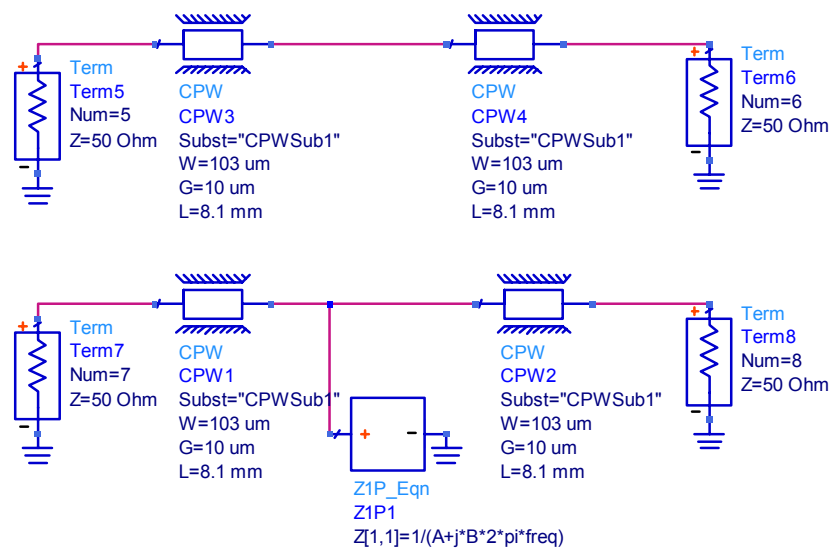 Term
Term5
Num=5
Z=50 Ohm
CPW
CPW3
Subst="CPWSub1"
W=103 um
G=10 um
L=8.1 mm
CPW
CPW4
Subst="CPWSub1"
W=103 um
G=10 um
L=8.1 mm
Term
Term6
Num=6
Z=50 Ohm
Term
Term7
Num=7
Z=50 Ohm
CPW
CPW1
Subst="CPWSub1"
W=103 um
G=10 um
L=8.1 mm
Z1P_Eqn
Z1P1
Z[1,1]=1/(A+j*B*2*pi*freq)
CPW
CPW2
Subst="CPWSub1"
W=103 um
G=10 um
L=8.1 mm
Term
Term8
Num=8
Z=50 Ohm